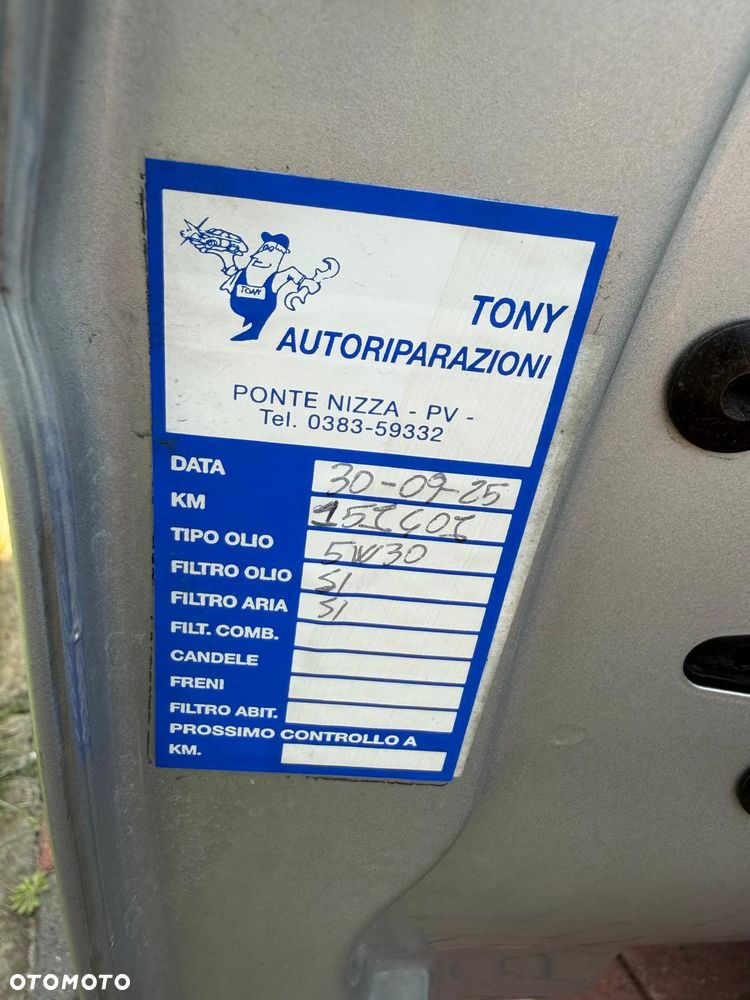 TONY
TONY
AUTORIPARAZIONI
PONTE NIZZA - PV -
Tel. 0383-59332
DATA 30-09-25
KM
TIPO OLIO 5W30
FILTRO OLIO SI
FILTRO ARIA SI
FILT. COMB.
CANDELE
FRENI
FILTRO ABIT.
PROSSIMO CONTROLLO A
KM.
OTOMOTO